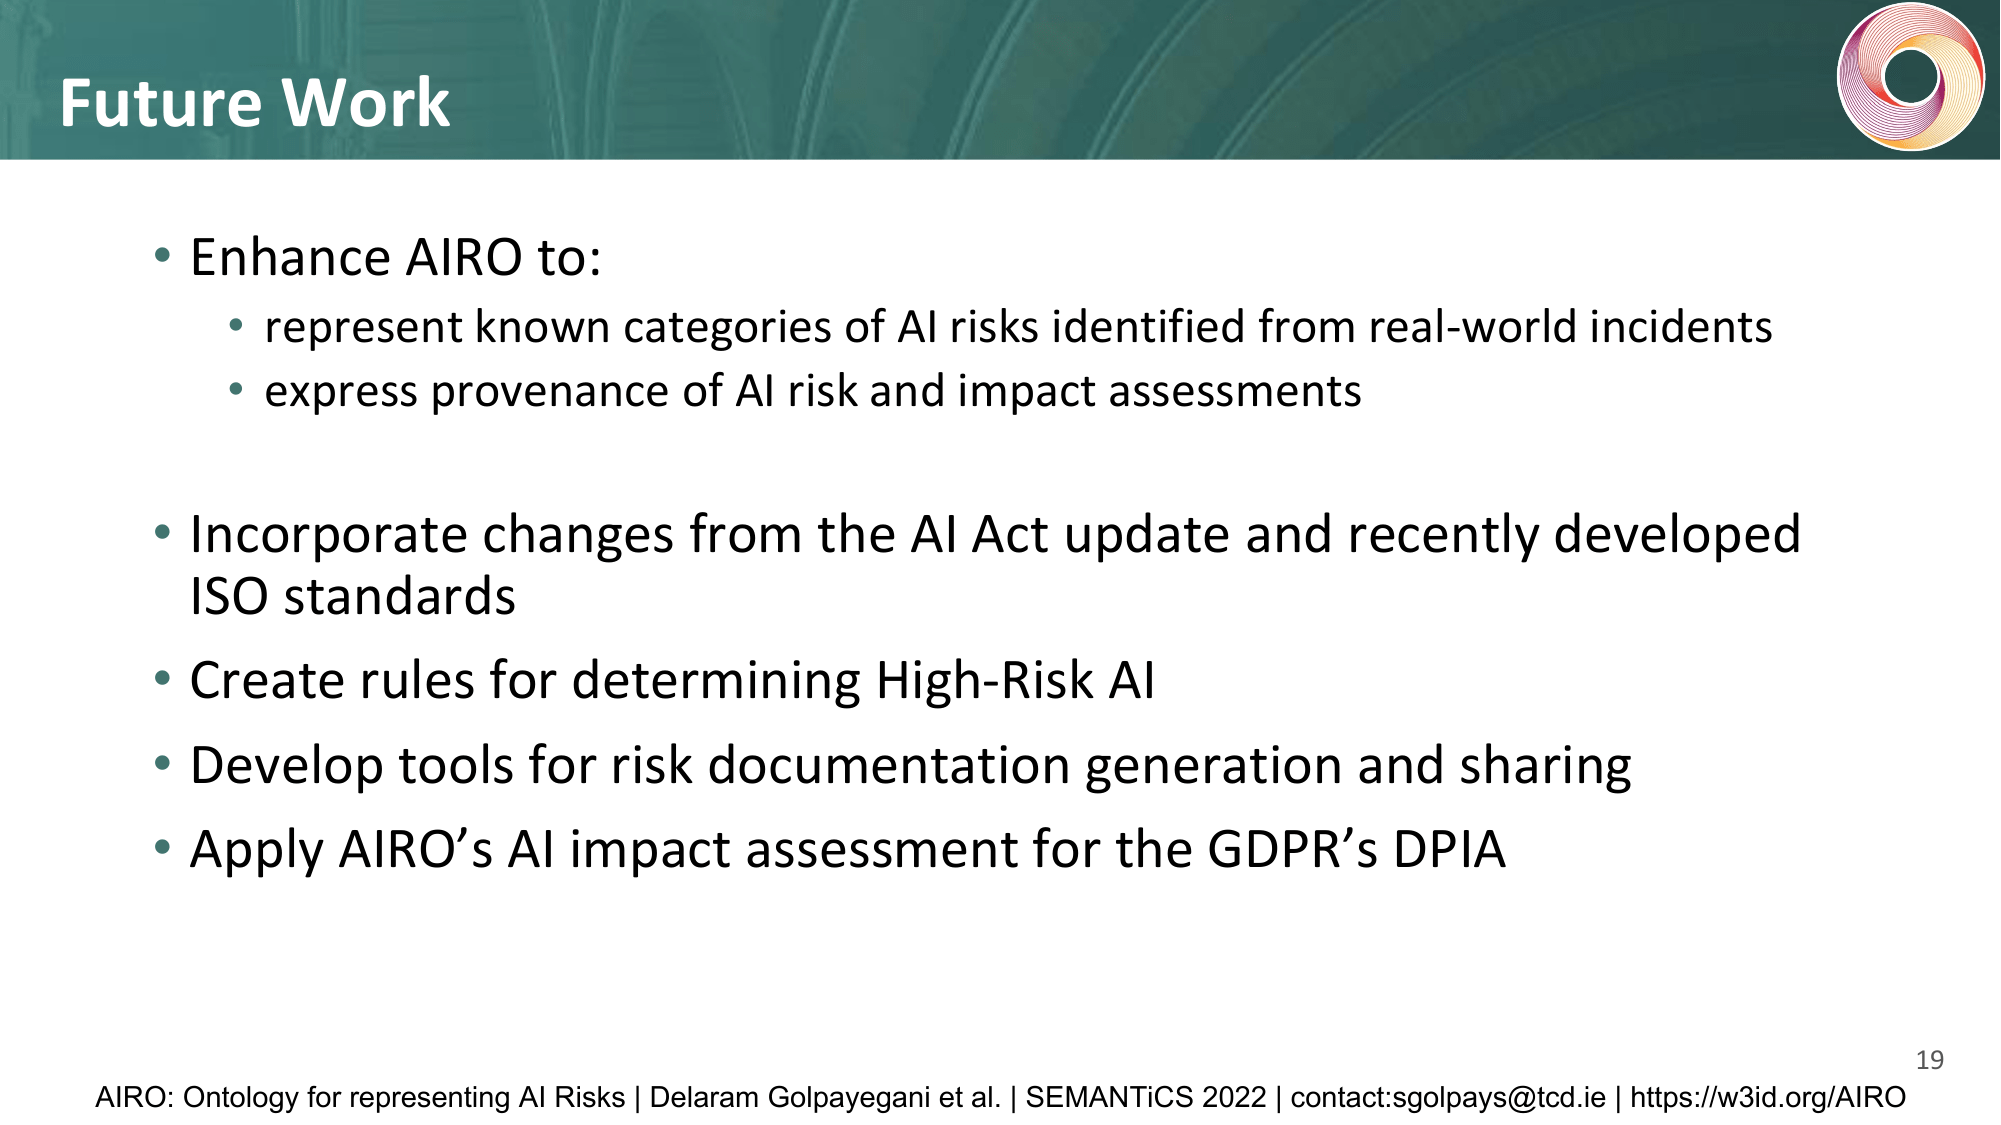 Future Work
• Enhance AIRO to:
• represent known categories of AI risks identified from real-world incidents
• express provenance of AI risk and impact assessments
• Incorporate changes from the AI Act update and recently developed
ISO standards
• Create rules for determining High-Risk AI
• Develop tools for risk documentation generation and sharing
• Apply AIRO’s AI impact assessment for the GDPR’s DPIA
19
AIRO: Ontology for representing AI Risks | Delaram Golpayegani et al. | SEMANTiCS 2022 | contact:sgolpays@tcd.ie | https://w3id.org/AIRO